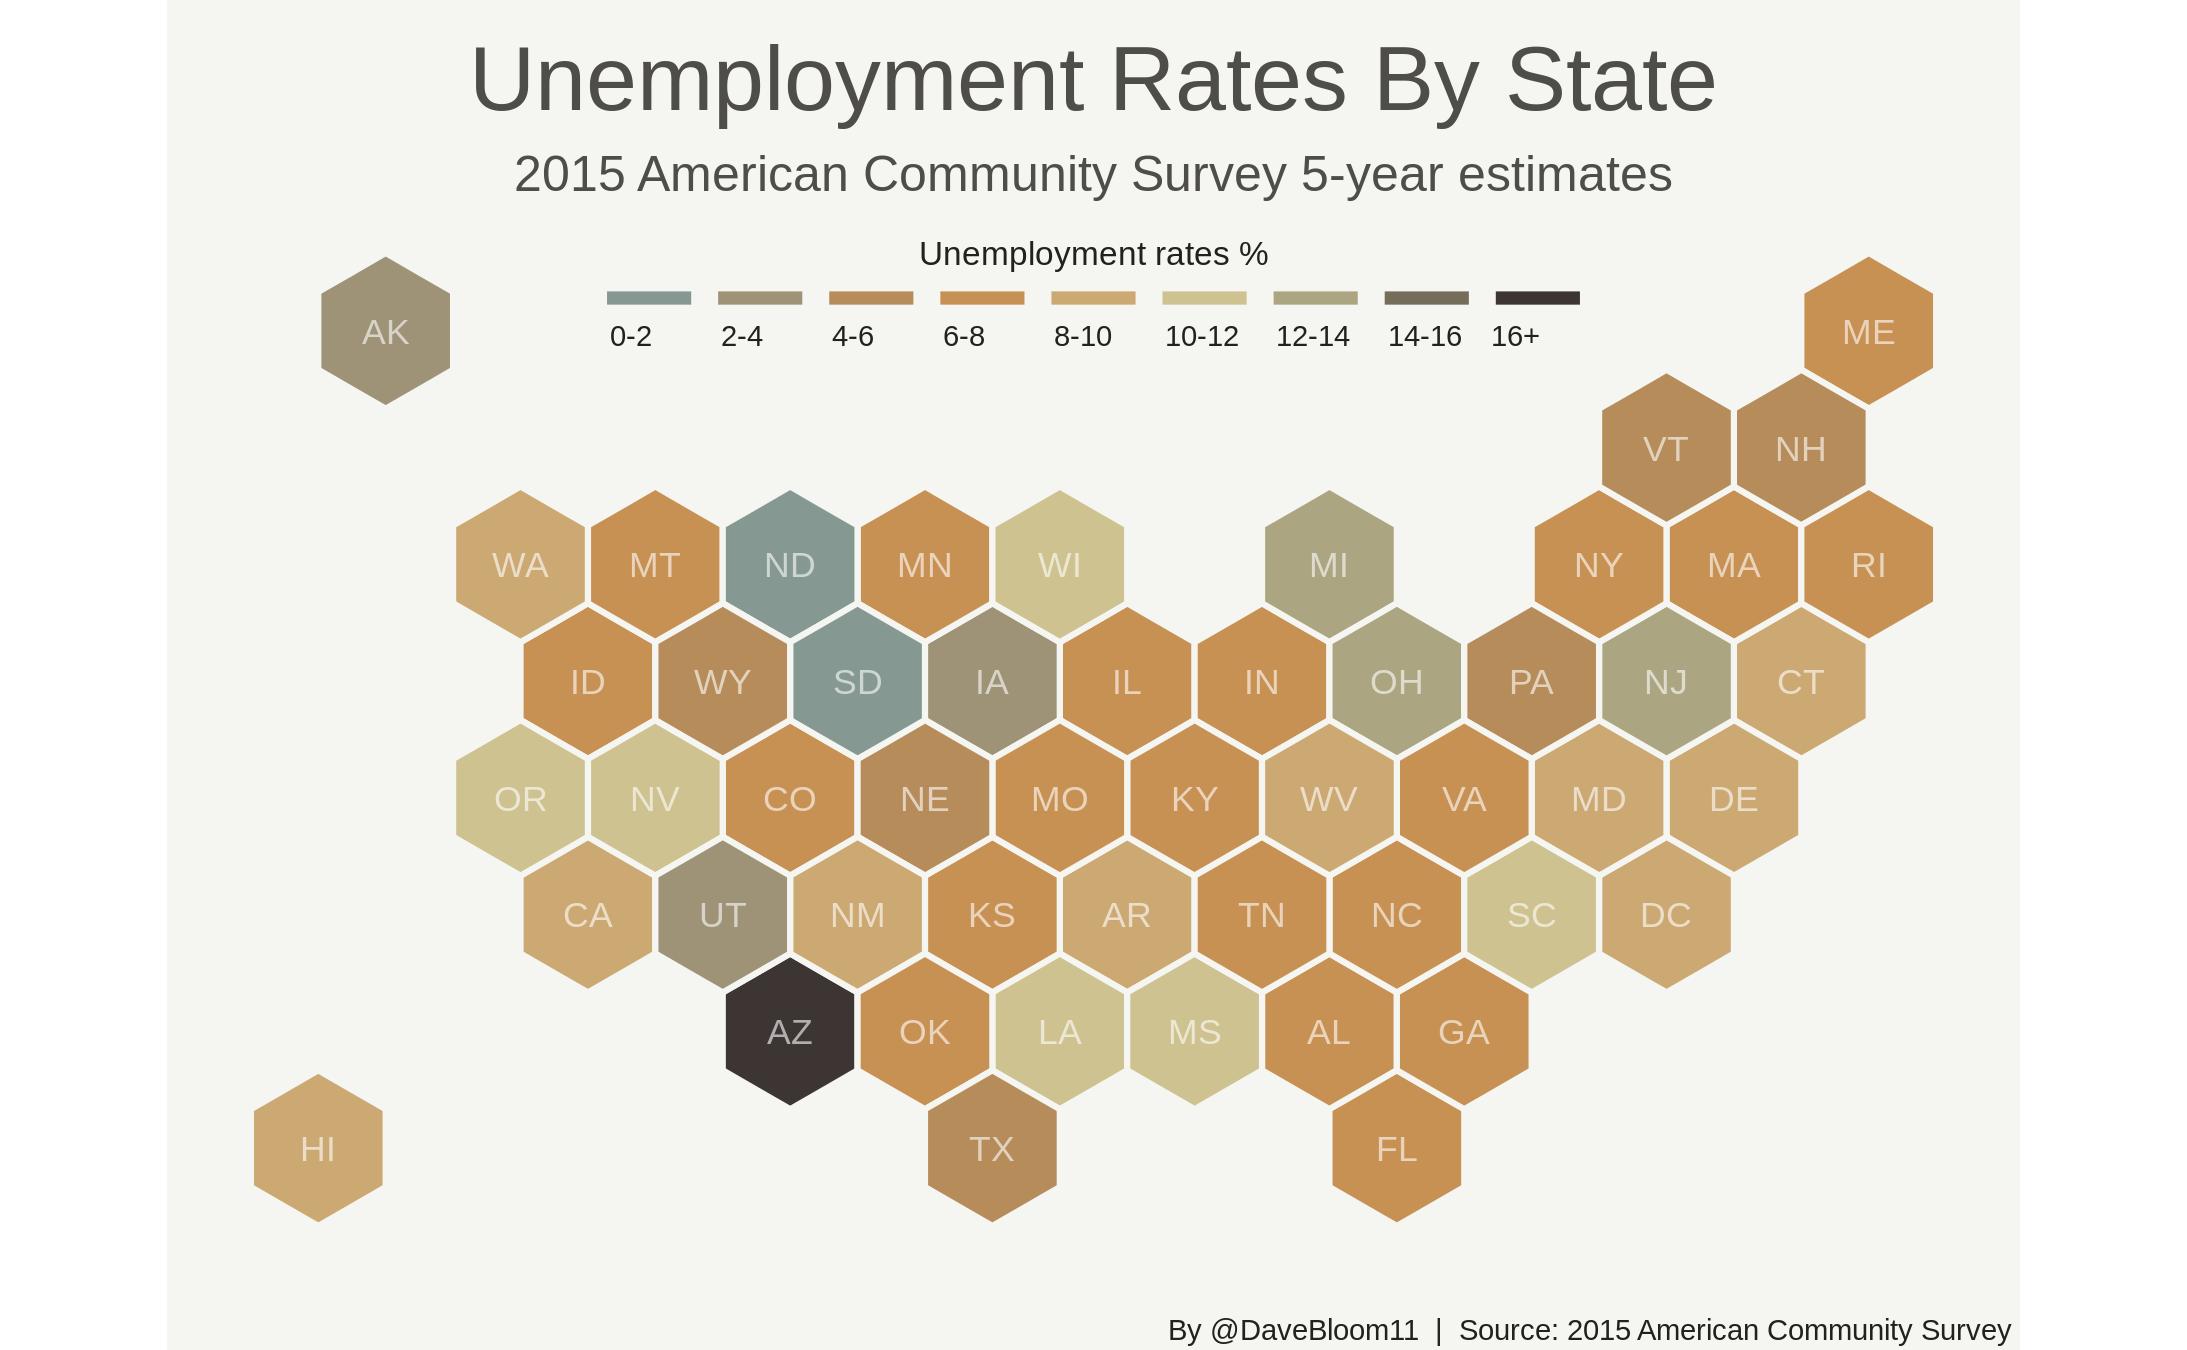 Unemployment Rates By State
2015 American Community Survey 5-year estimates
Unemployment rates %
0-2 2-4 4-6 6-8 8-10 10-12 12-14 14-16 16+
AK ME
VT NH
WA MT ND MN WI MI NY MA RI
ID WY SD IA IL IN OH PA NJ CT
OR NV CO NE MO KY WV VA MD DE
CA UT NM KS AR TN NC SC DC
AZ OK LA MS AL GA
HI TX FL
By @DaveBloom11 | Source: 2015 American Community Survey